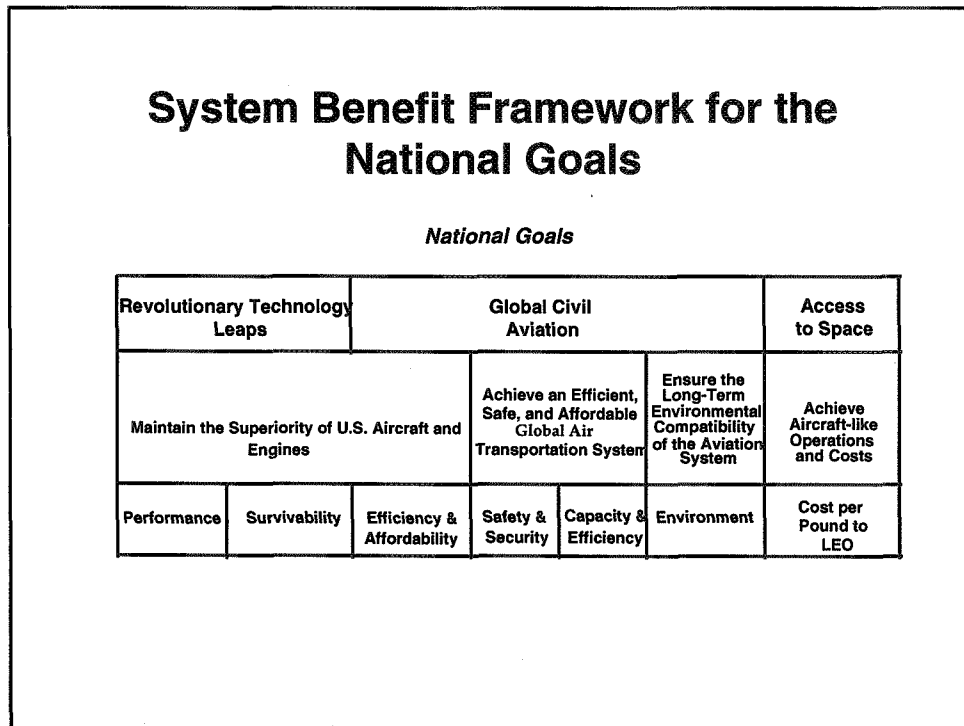 System Benefit Framework for the
National Goals
National Goals
Revolutionary Technology
Leaps
Global Civil
Aviation
Access
to Space
Maintain the Superiority of U.S. Aircraft and
Engines
Achieve an Efficient,
Safe, and Affordable
Global Air
Transportation System
Ensure the
Long-Term
Environmental
Compatibility
of the Aviation
System
Achieve
Aircraft-like
Operations
and Costs
Performance
Survivability
Efficiency &
Affordability
Safety &
Security
Capacity &
Efficiency
Environment
Cost per
Pound to
LEO